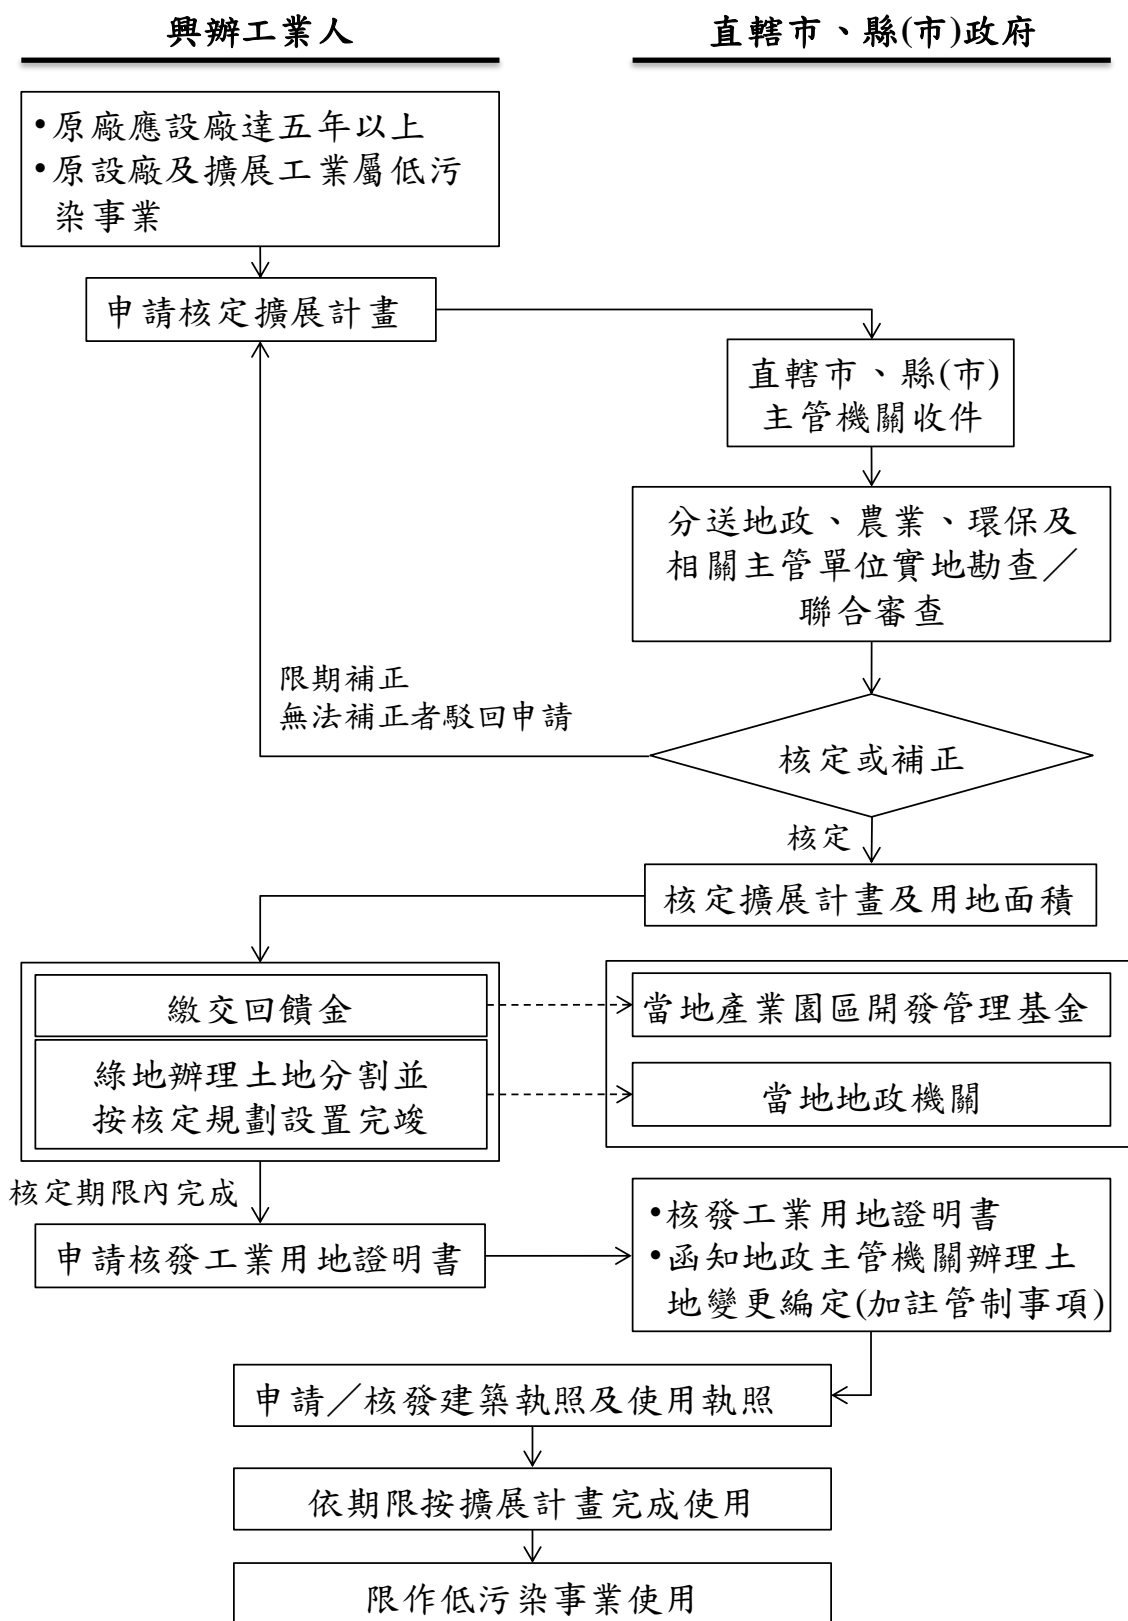 興辦工業人
直轄市、縣(市)政府
•原廠應設廠達五年以上
•原設廠及擴展工業屬低污
染事業
申請核定擴展計畫
直轄市、縣(市)
主管機關收件
分送地政、農業、環保及
相關主管單位實地勘查／
聯合審查
限期補正
無法補正者駁回申請
核定或補正
核定
核定擴展計畫及用地面積
繳交回饋金
當地產業園區開發管理基金
綠地辦理土地分割並
按核定規劃設置完竣
當地地政機關
核定期限內完成
申請核發工業用地證明書
•核發工業用地證明書
•函知地政主管機關辦理土
地變更編定(加註管制事項)
申請／核發建築執照及使用執照
依期限按擴展計畫完成使用
限作低污染事業使用